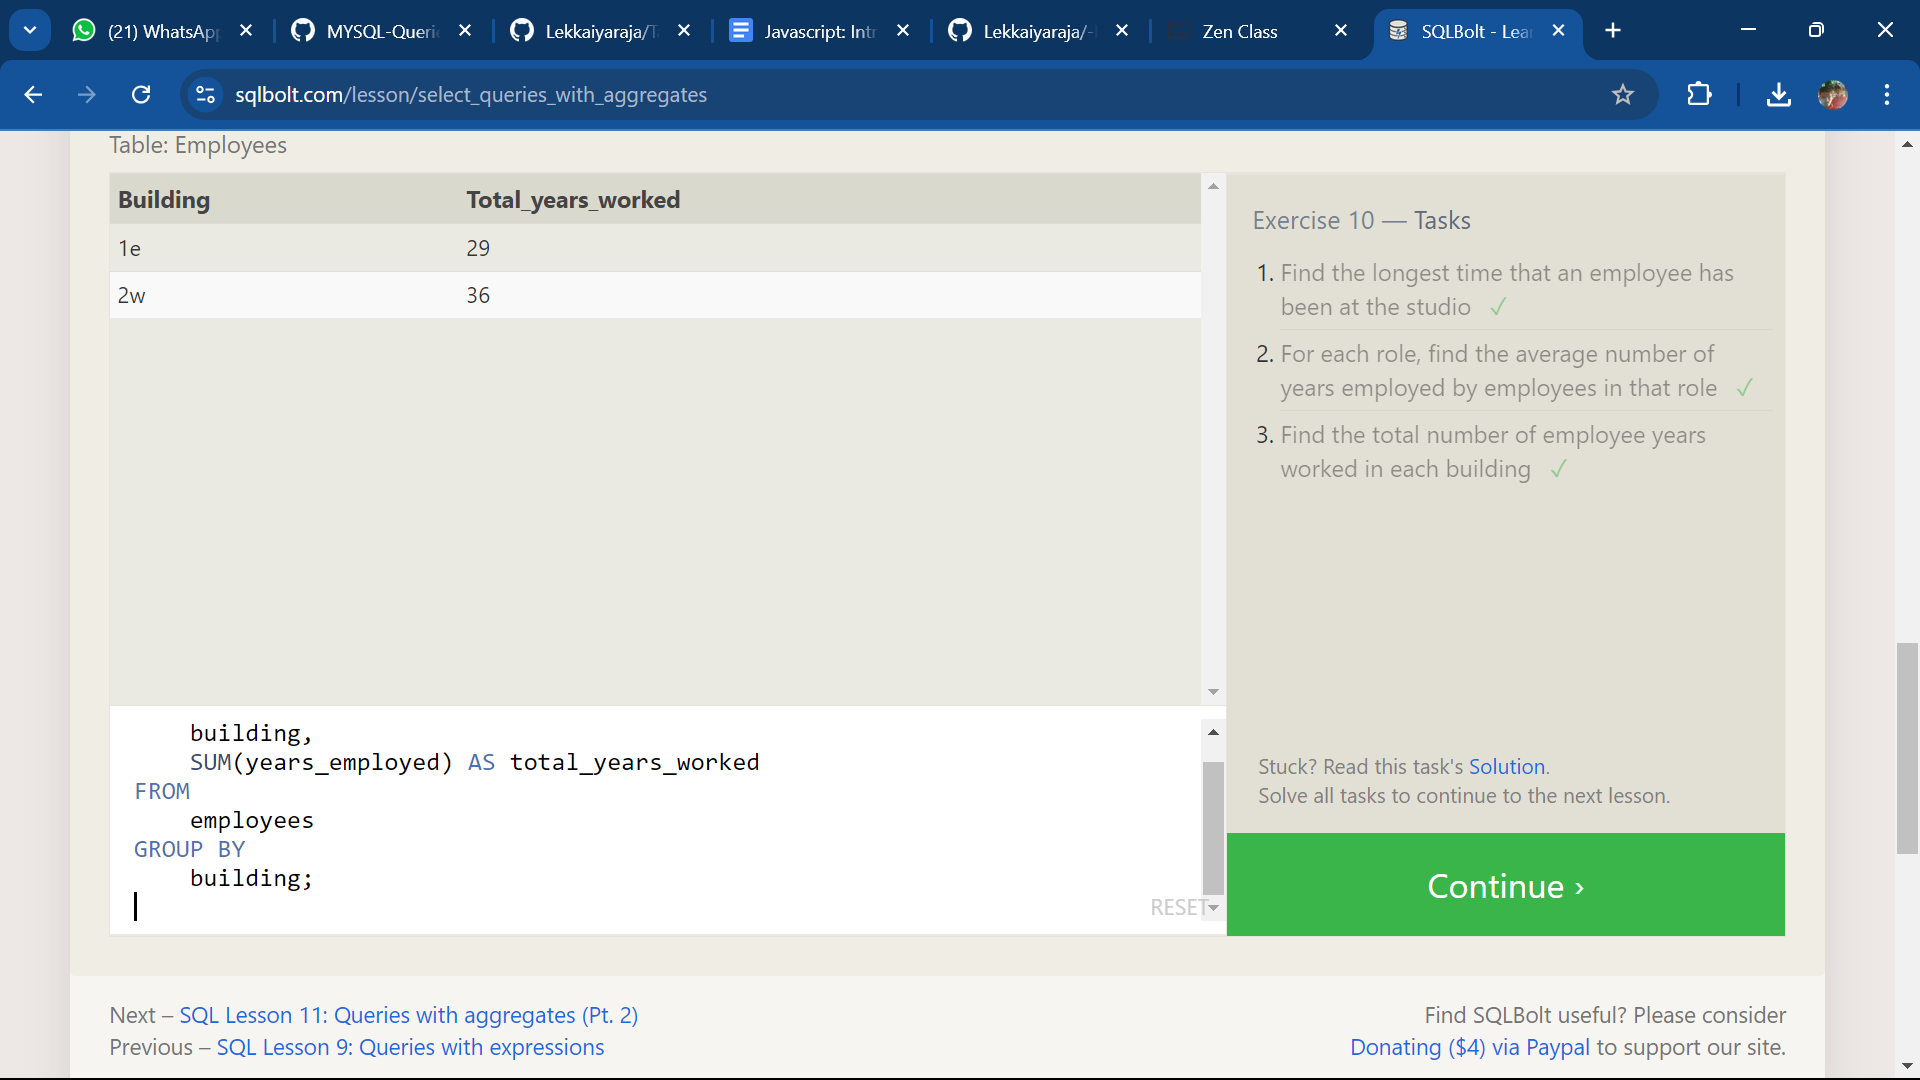 (21) WhatsApp
MYSQL-Queri
Lekkaiyaraja/T
Javascript: Intr
Lekkaiyaraja/-
Zen Class
SQLBolt - Lear
sqlbolt.com/lesson/select_queries_with_aggregates
Table: Employees
Building Total_years_worked
1e 29
2w 36
Exercise 10 — Tasks
1. Find the longest time that an employee has
been at the studio ✓
2. For each role, find the average number of
years employed by employees in that role ✓
3. Find the total number of employee years
worked in each building ✓
building,
SUM(years_employed) AS total_years_worked
FROM
employees
GROUP BY
building;
RESET
Stuck? Read this task's Solution.
Solve all tasks to continue to the next lesson.
Continue ›
Next – SQL Lesson 11: Queries with aggregates (Pt. 2)
Previous – SQL Lesson 9: Queries with expressions
Find SQLBolt useful? Please consider
Donating ($4) via Paypal to support our site.